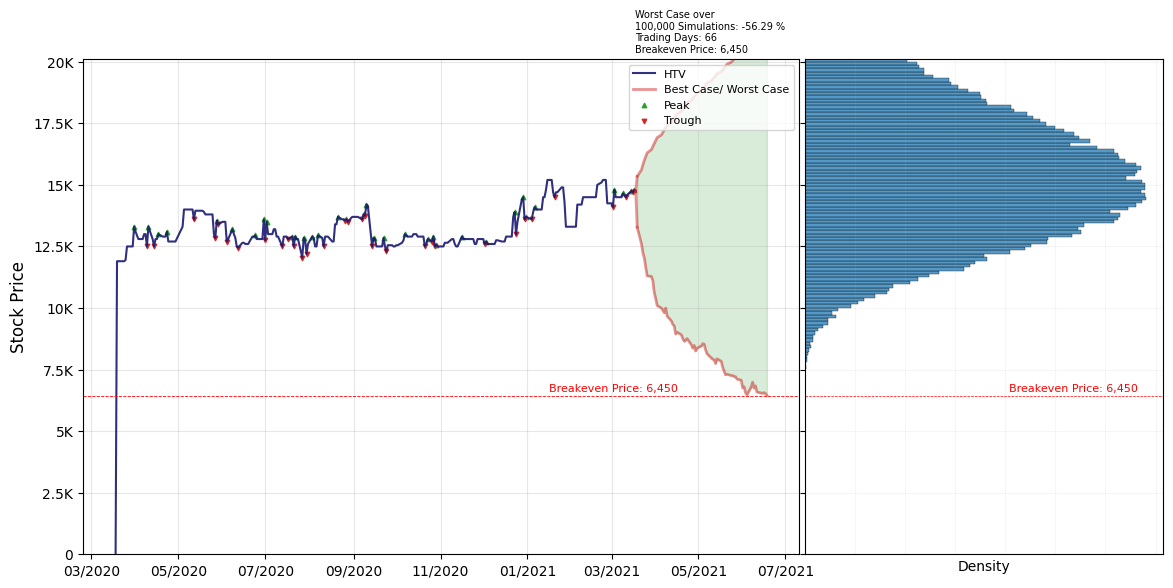 Worst Case over
100,000 Simulations: -56.29 %
Trading Days: 66
Breakeven Price: 6,450
20K
17.5K
15K
12.5K
10K
7.5K
5K
2.5K
0
Stock Price
HTV
Best Case/ Worst Case
Peak
Trough
Breakeven Price: 6,450
Breakeven Price: 6,450
03/2020
05/2020
07/2020
09/2020
11/2020
01/2021
03/2021
05/2021
07/2021
Density